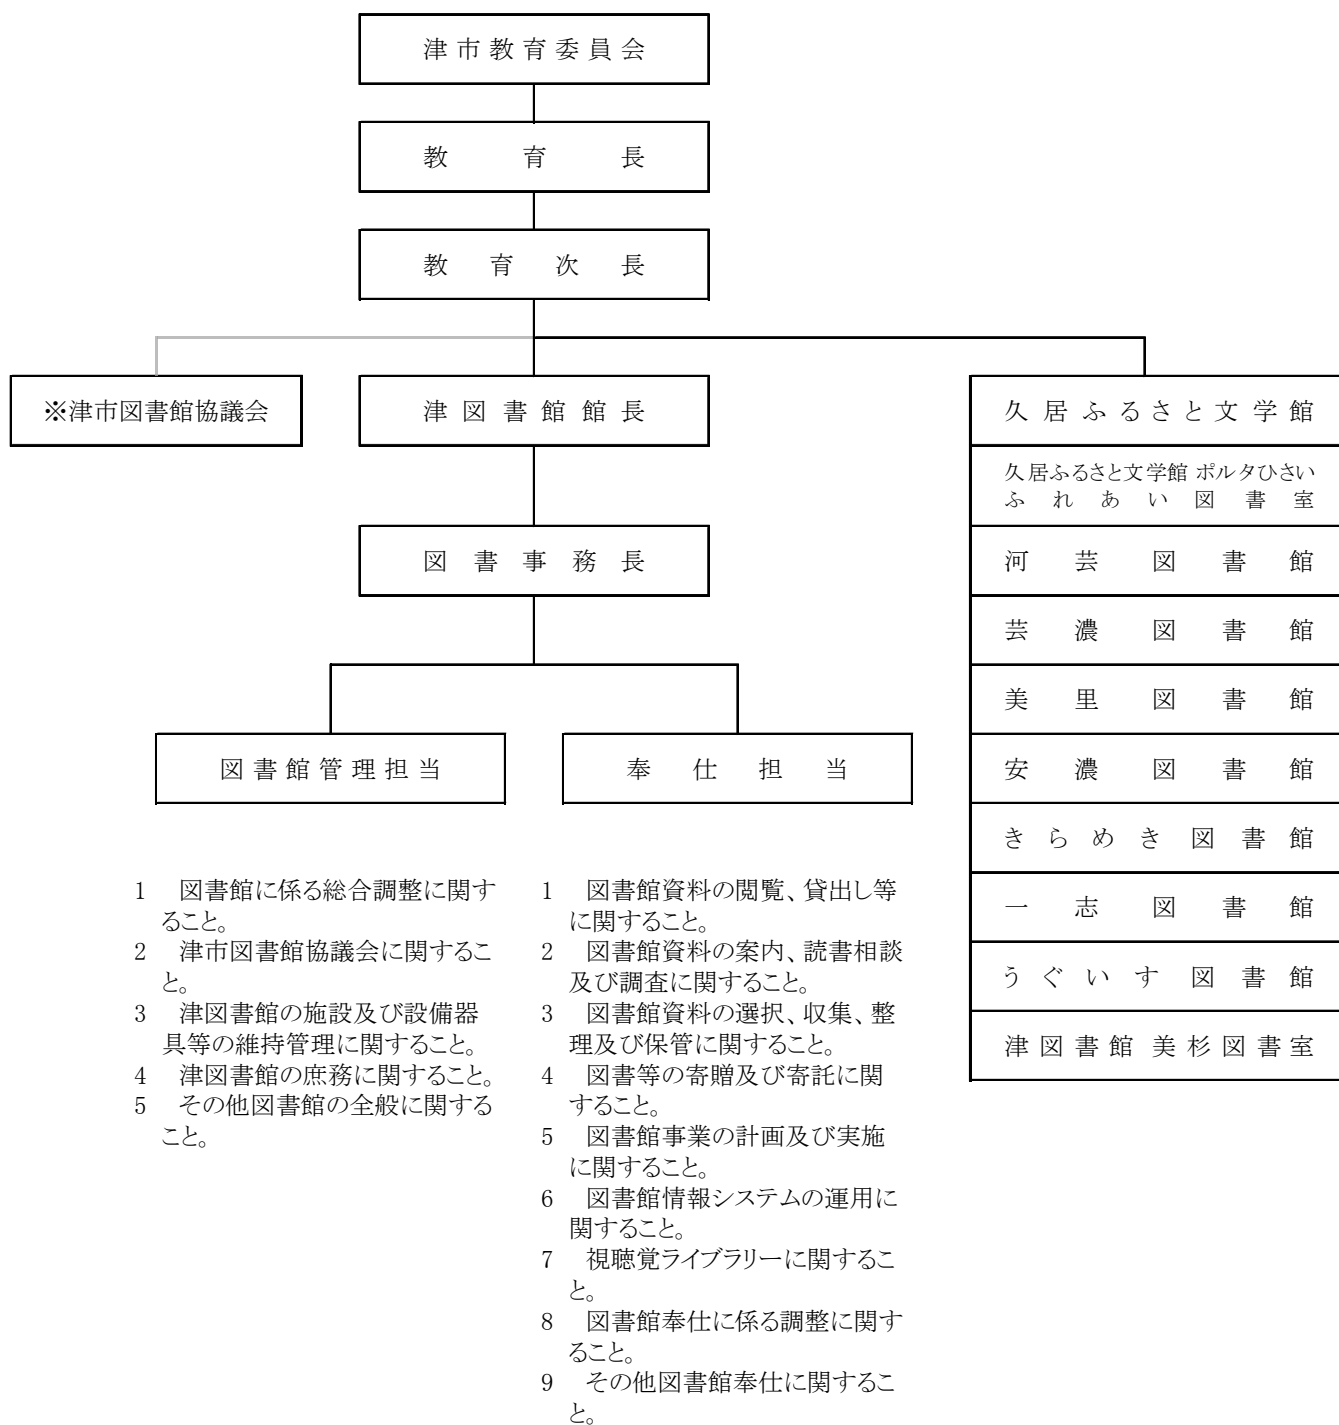 津市教育委員会
教育長
教育次長
※津市図書館協議会
津図書館館長
図書事務長
図書館管理担当
奉仕担当
1　図書館に係る総合調整に関す
ること。
2　津市図書館協議会に関するこ
と。
3　津図書館の施設及び設備器
具等の維持管理に関すること。
4　津図書館の庶務に関すること。
5　その他図書館の全般に関する
こと。
1　図書館資料の閲覧、貸出し等
に関すること。
2　図書館資料の案内、読書相談
及び調査に関すること。
3　図書館資料の選択、収集、整
理及び保管に関すること。
4　図書等の寄贈及び寄託に関
すること。
5　図書館事業の計画及び実施
に関すること。
6　図書館情報システムの運用に
関すること。
7　視聴覚ライブラリーに関するこ
と。
8　図書館奉仕に係る調整に関す
ること。
9　その他図書館奉仕に関するこ
と。
久居ふるさと文学館
久居ふるさと文学館 ポルタひさい
ふれあい図書室
河芸図書館
芸濃図書館
美里図書館
安濃図書館
きらめき図書館
一志図書館
うぐいす図書館
津図書館 美杉図書室